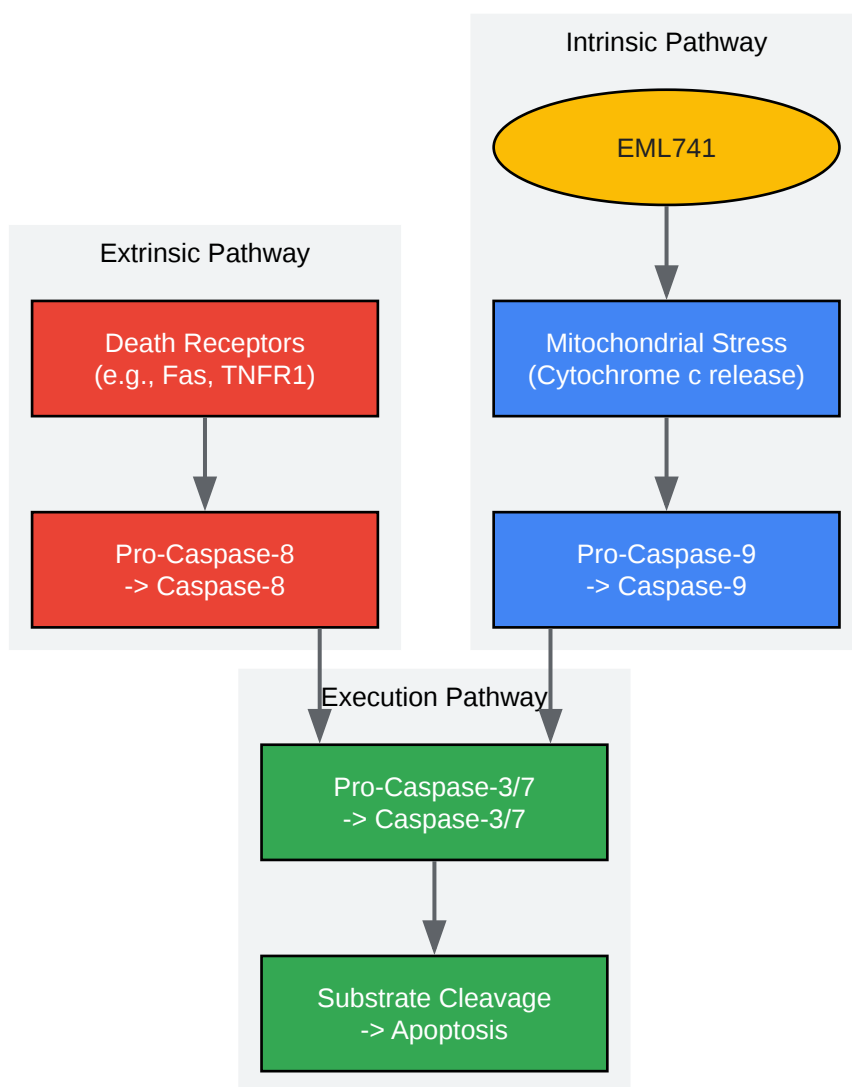 Intrinsic Pathway
EML741
Extrinsic Pathway
Death Receptors
(e.g., Fas, TNFR1)
Mitochondrial Stress
(Cytochrome c release)
Pro-Caspase-8
-> Caspase-8
Pro-Caspase-9
-> Caspase-9
Execution Pathway
Pro-Caspase-3/7
-> Caspase-3/7
Substrate Cleavage
-> Apoptosis